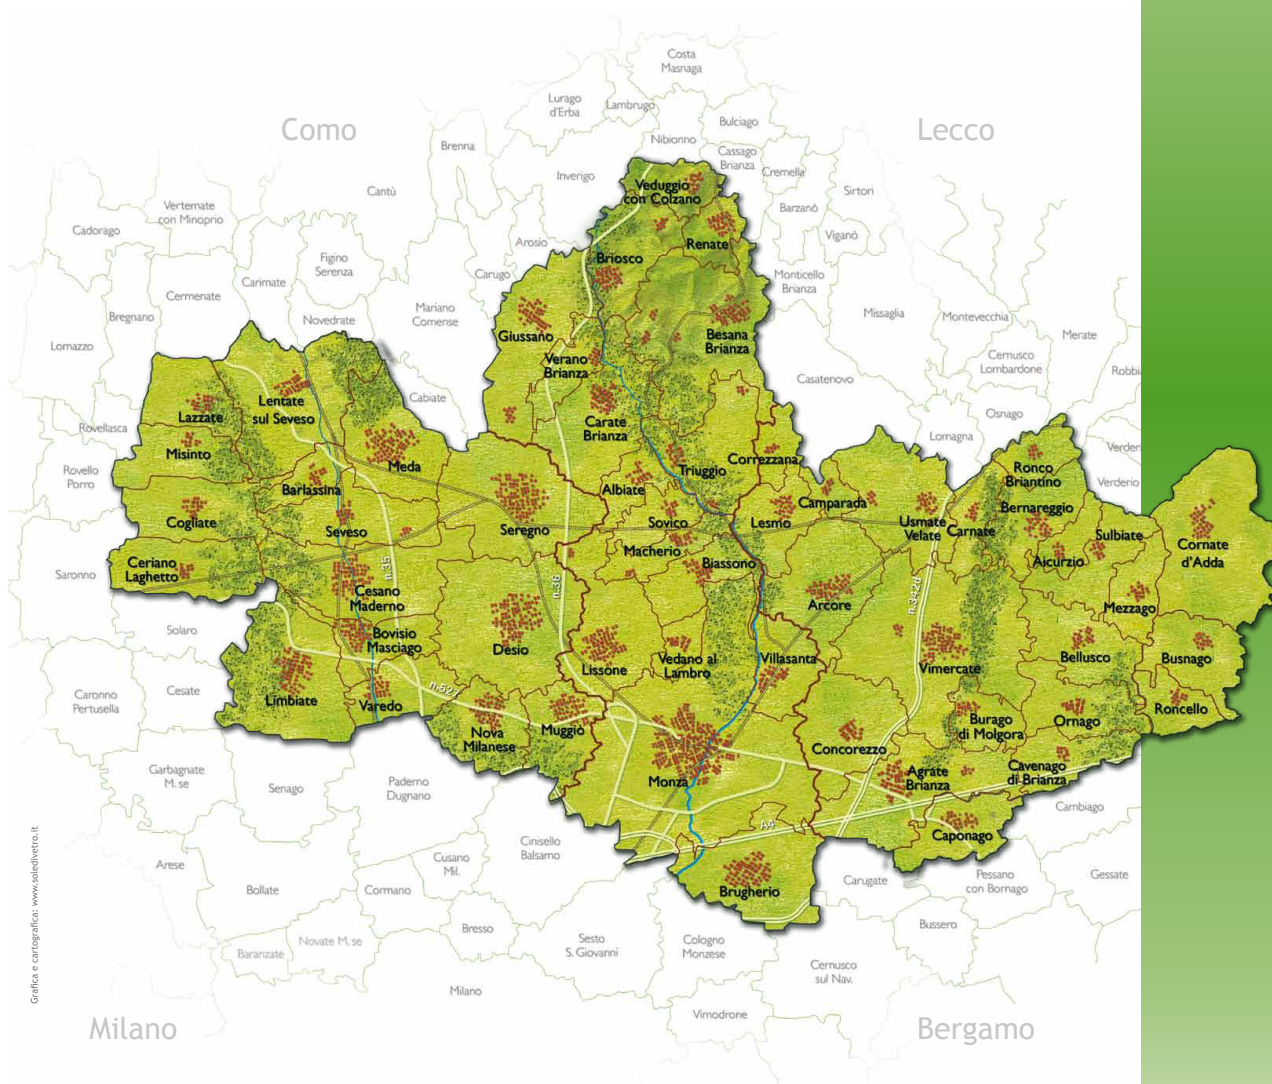 Costa
Masnaga
Lurago
d'Erba
Lambrugo
Bulciago
Como
Lecco
Nibionno
Brenna
Cassago
Brianza
Cremella
Inverigo
Cantù
Sirtori
Veduggio
con Colzano
Vertemate
con Minoprio
Barzanò
Cadorago
Viganò
Renate
Arosio
Figino
Serenza
Briosco
Carugo
Monticello
Brianza
Carimate
Cermenate
Mariano
Comense
Bregnano
Novedrate
Missaglia
Montevecchia
Giussano
Besana
Brianza
Merate
Lomazzo
Verano
Brianza
Cernusco
Lombardone
Robbi
Casatenovo
Cabiate
Lentate
sul Seveso
Lazzate
Osnago
Rovellasca
Carate
Brianza
Lomagna
Verderi
Misinto
Meda
Triuggio
Correzzana
Ronco
Briantino
Rovello
Porro
Barlassina
Albiate
Verderio
Camparada
Bernareggio
Cogliate
Seveso
Seregno
Sovico
Lesmo
Usmate
Velate
Carnate
Sulbiate
Cornate
d'Adda
Macherio
Biassono
Aicurzio
Ceriano
Laghetto
Saronno
n.35
n.36
n.342d
Cesano
Maderno
Arcore
Mezzago
Solaro
Bovisio
Masciago
Desio
Lissone
Vedano al
Lambro
Villasanta
Vimercate
Bellusco
Busnago
Cesate
Caronno
Pertusella
Limbiate
Varedo
n.527
Roncello
Nova
Milanese
Muggiò
Burago
di Molgora
Ornago
Concorezzo
Garbagnate
M. se
Senago
Paderno
Dugnano
Monza
Agrate
Brianza
Cavenago
di Brianza
Cambiago
A4
Caponago
Cinisello
Balsamo
Arese
Cusano
Mil.
Bollate
Cormano
Brugherio
Carugate
Pessano
con Bornago
Gessate
Bresso
Bussero
Novate M. se
Baranzate
Sesto
S. Giovanni
Cologno
Monzese
Cernusco
sul Nav.
Milano
Vimodrone
Milano
Bergamo
Grafica e cartografica: www.soledivetro.it